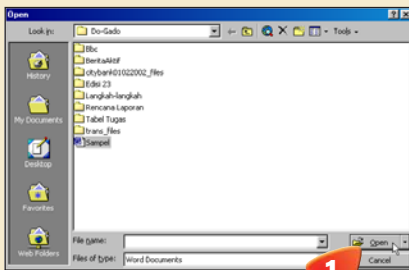 Open
Look in: Do-Gado Tools
Bbc
BeritaAktif
citybank01022002_files
Edisi 23
Langkah-langkah
Rencana Laporan
Tabel Tugas
trans_files
Sampel
History
My Documents
Desktop
Favorites
Web Folders
File name: Open
Files of type: Word Documents Cancel
1